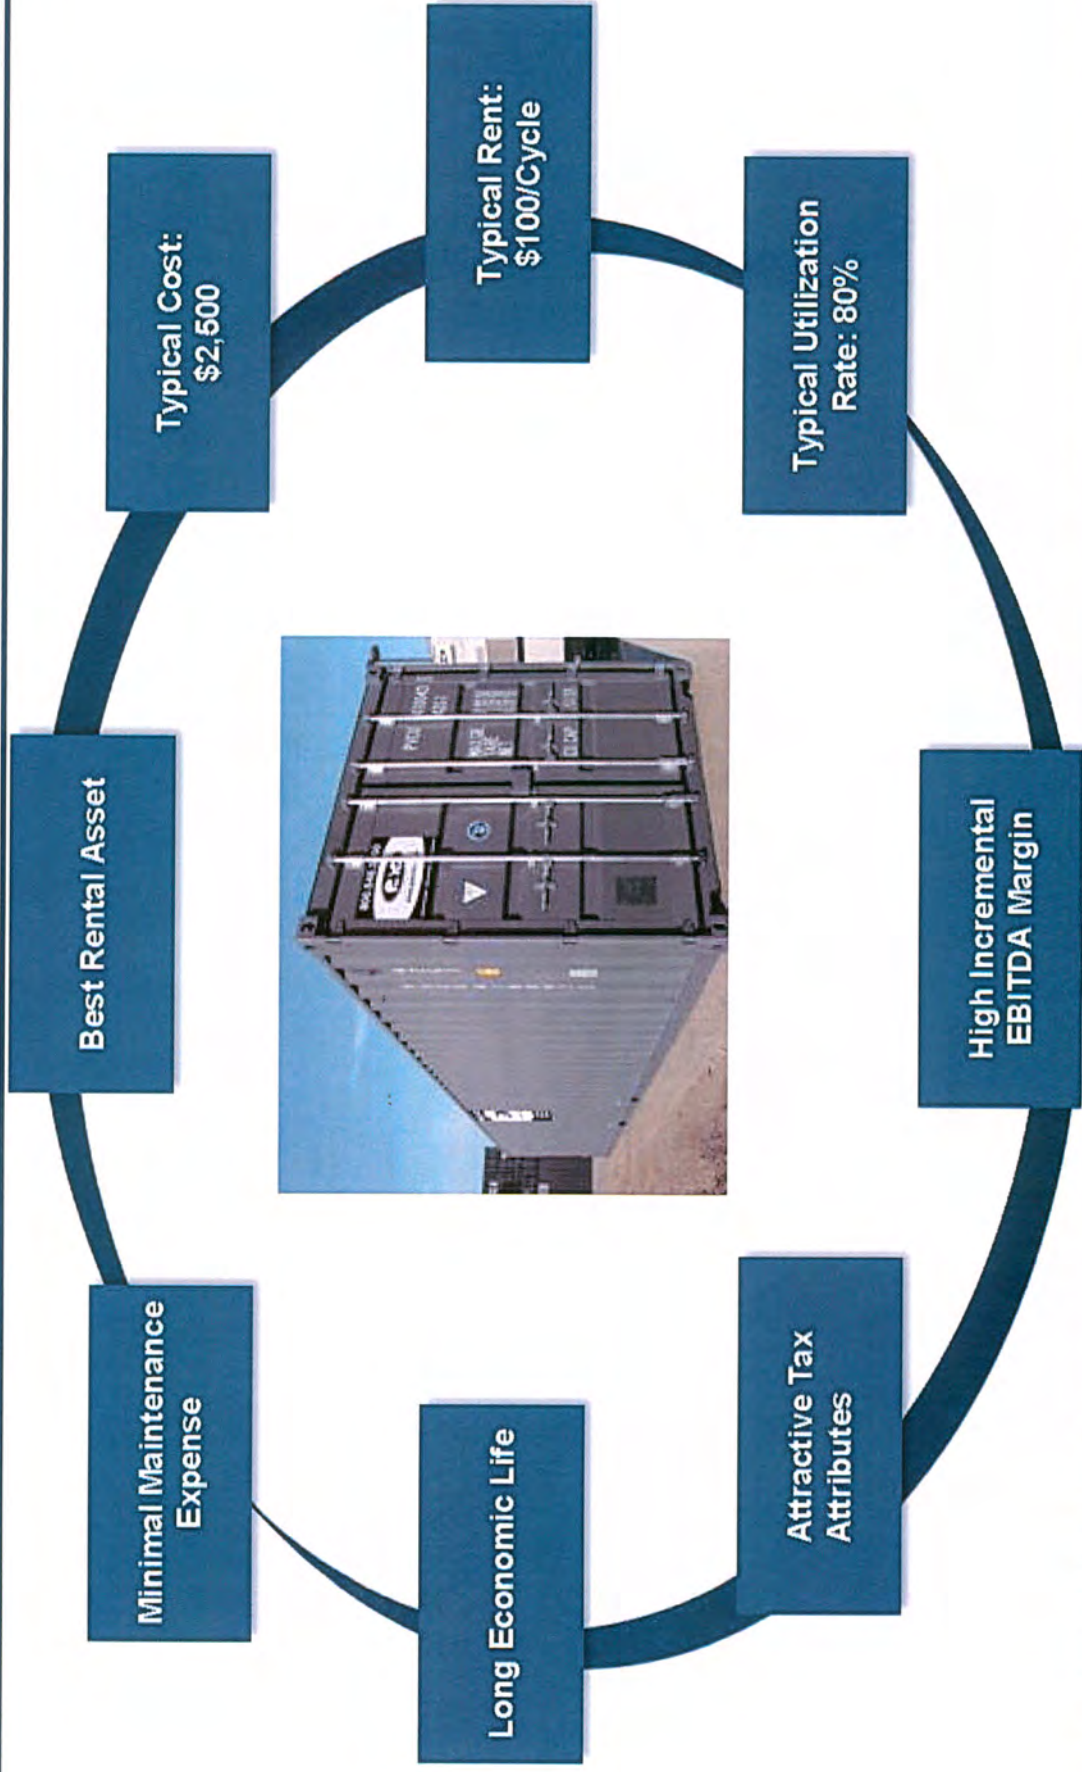 Best Rental Asset
Typical Cost:
$2,500
Typical Rent:
$100/Cycle
Typical Utilization
Rate: 80%
High Incremental
EBITDA Margin
Attractive Tax
Attributes
Long Economic Life
Minimal Maintenance
Expense